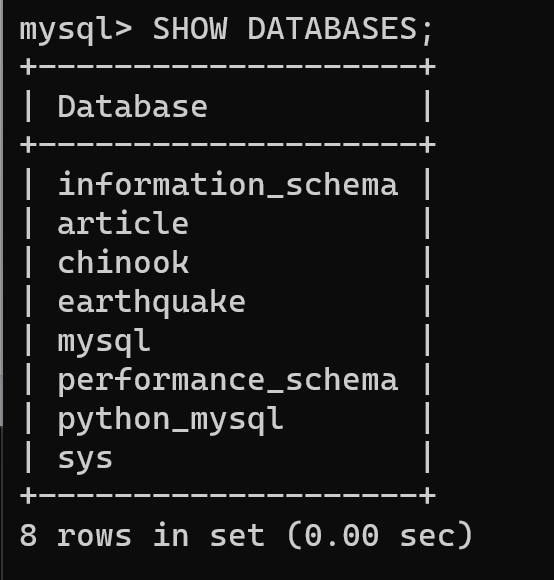 mysql> SHOW DATABASES;
+--------------------+
| Database           |
+--------------------+
| information_schema |
| article            |
| chinook            |
| earthquake         |
| mysql              |
| performance_schema |
| python_mysql       |
| sys                |
+--------------------+
8 rows in set (0.00 sec)